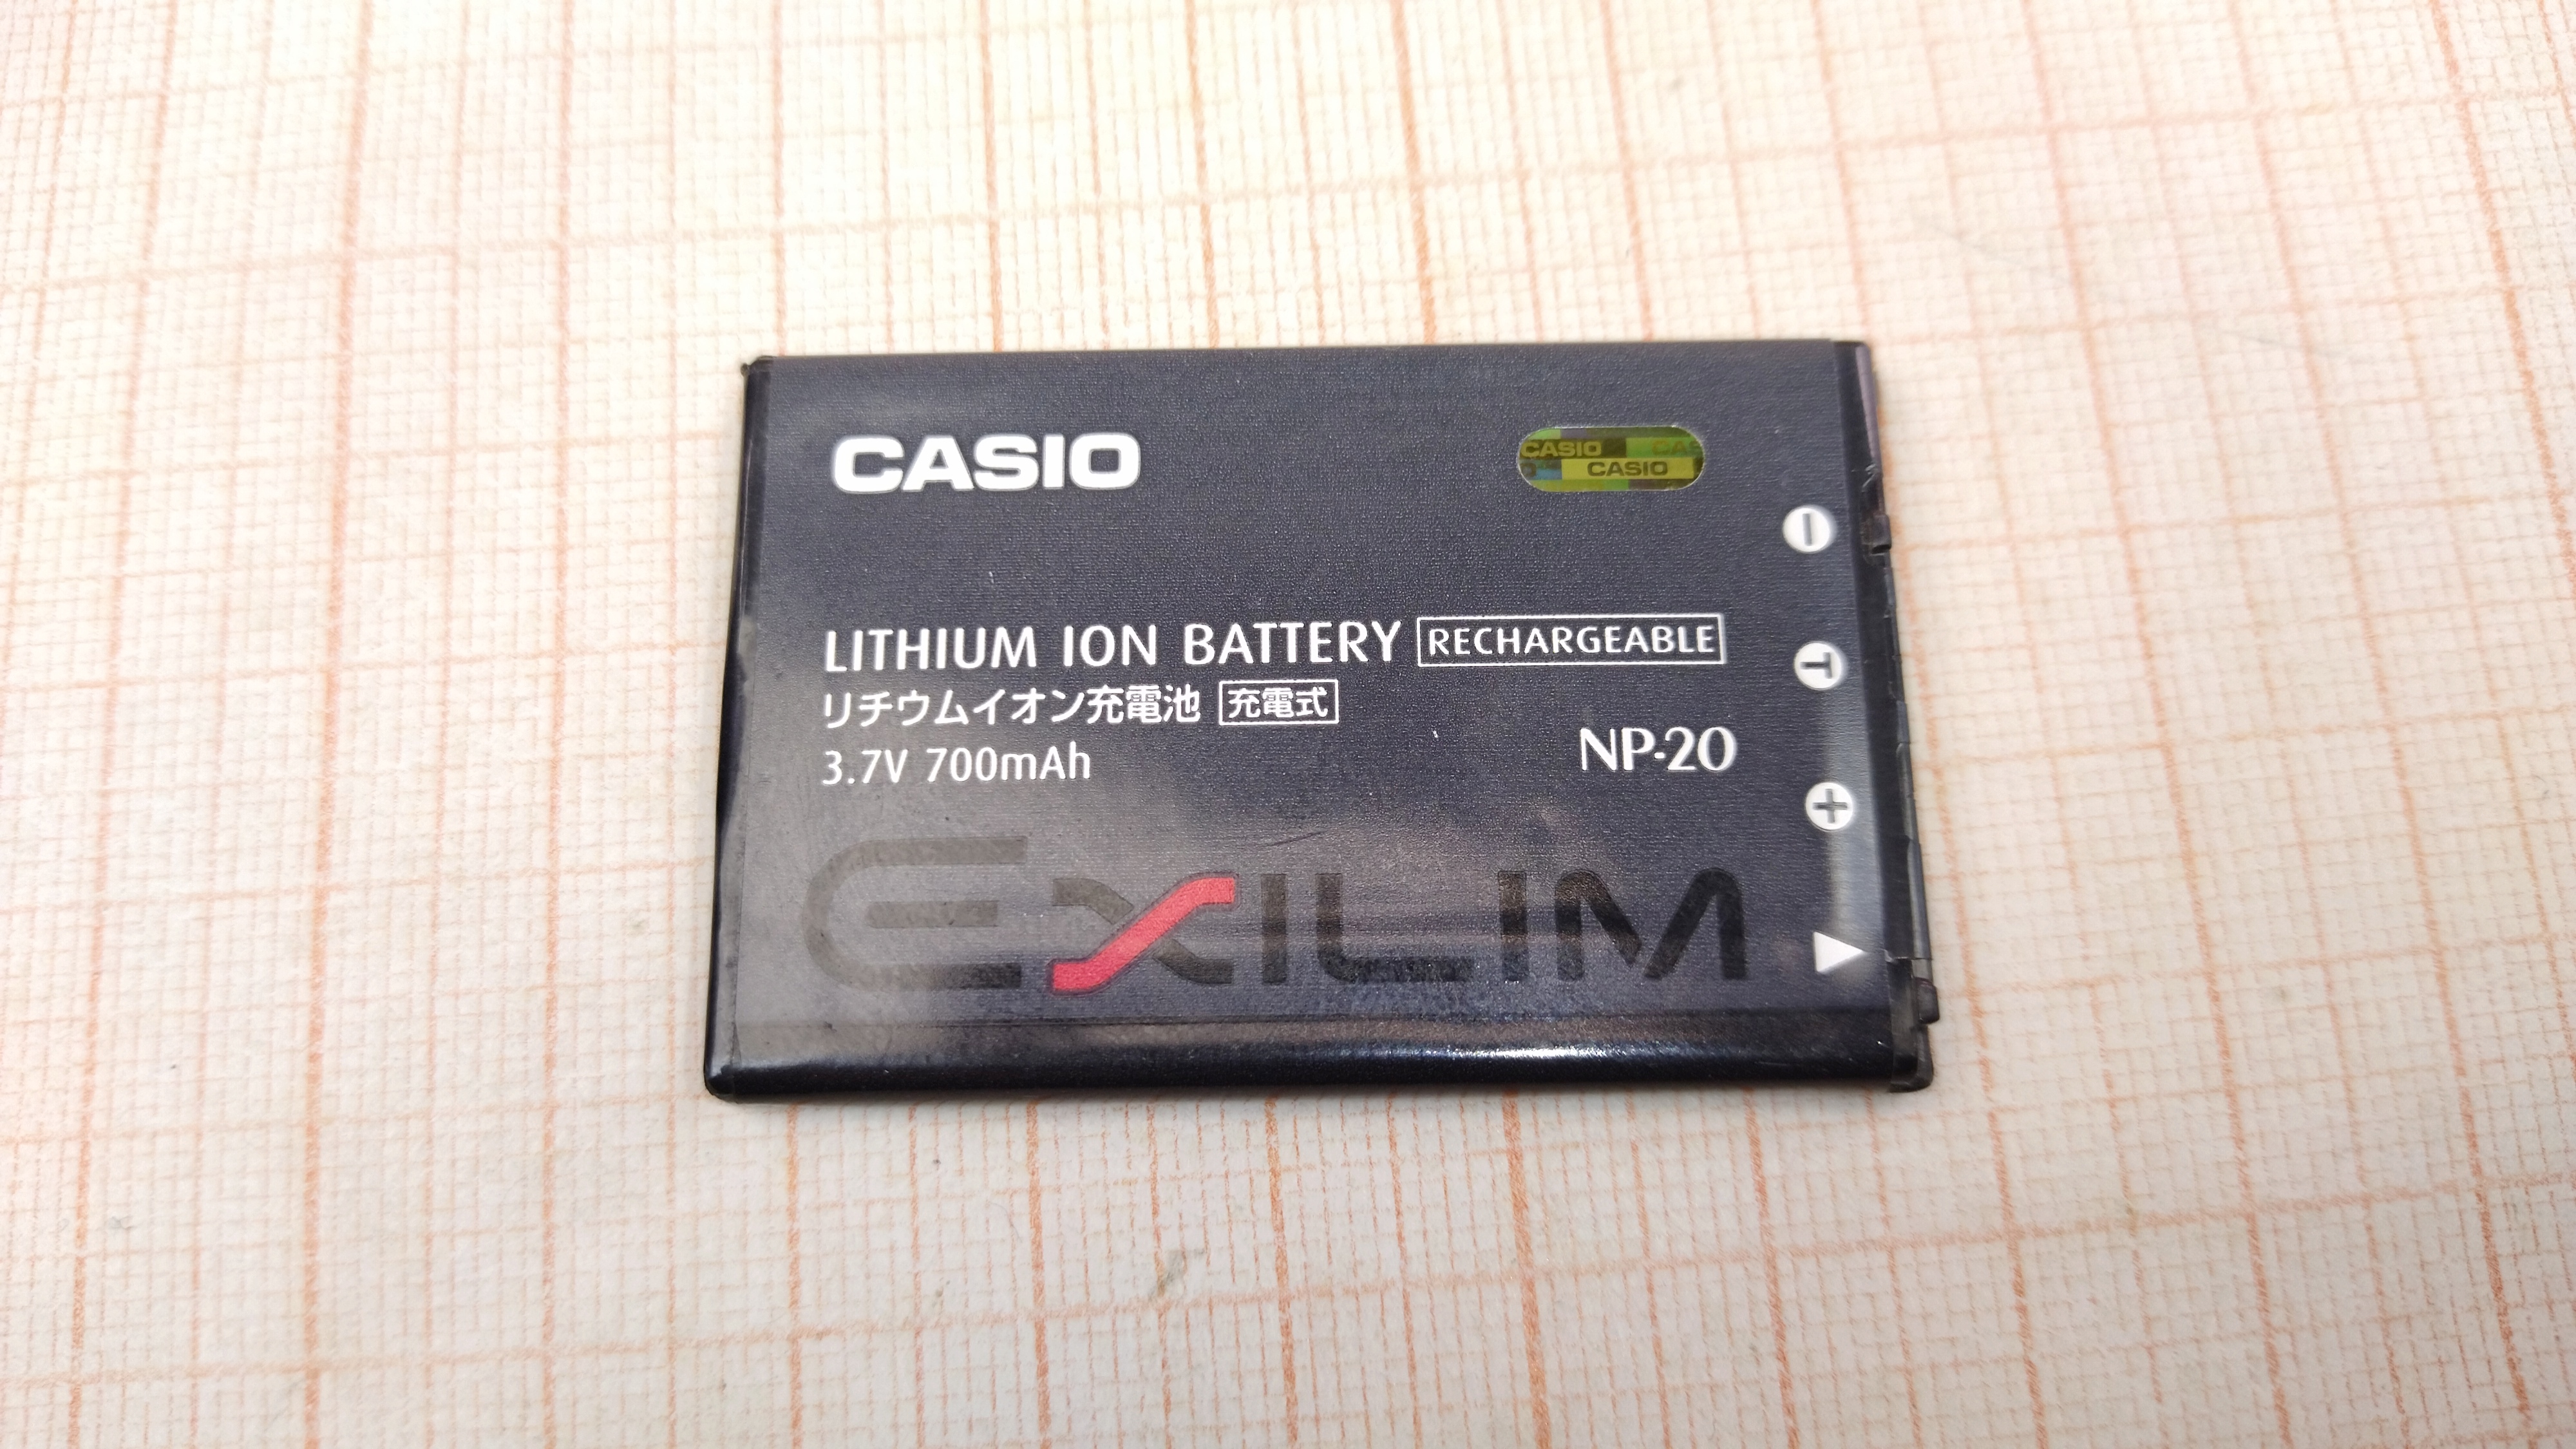 CASIO
CASIO CAS
CASIO
LITHIUM ION BATTERY RECHARGEABLE
リチウムイオン充電池 充電式
3.7V 700mAh
NP-20
EXILIM
−
T
+